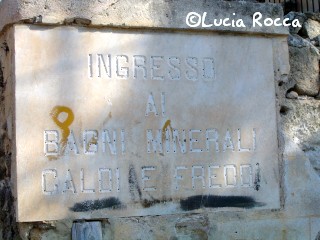 ©Lucia Rocca
INGRESSO
AI
BAGNI MINERALI
CALDI E FREDDI